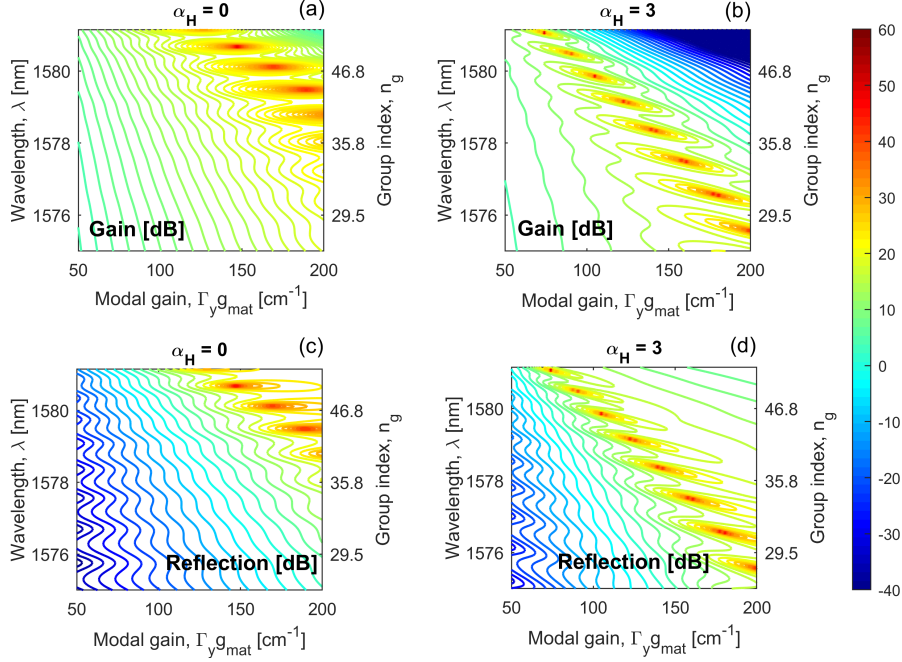 α_H = 0
(a)
Wavelength, λ [nm]
1580
1578
1576
Gain [dB]
50
100
150
200
Modal gain, Γ_y g_mat [cm^-1]
46.8
35.8
29.5
Group index, n_g
α_H = 3
(b)
Wavelength, λ [nm]
1580
1578
1576
Gain [dB]
50
100
150
200
Modal gain, Γ_y g_mat [cm^-1]
46.8
35.8
29.5
Group index, n_g
α_H = 0
(c)
Wavelength, λ [nm]
1580
1578
1576
Reflection [dB]
50
100
150
200
Modal gain, Γ_y g_mat [cm^-1]
46.8
35.8
29.5
Group index, n_g
α_H = 3
(d)
Wavelength, λ [nm]
1580
1578
1576
Reflection [dB]
50
100
150
200
Modal gain, Γ_y g_mat [cm^-1]
46.8
35.8
29.5
Group index, n_g
60
50
40
30
20
10
0
-10
-20
-30
-40